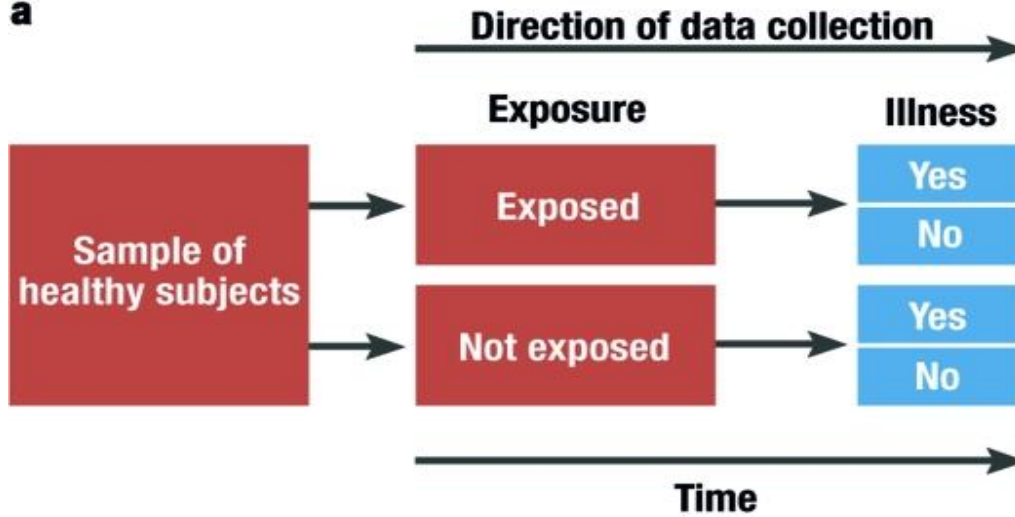 a
Direction of data collection
Exposure
Illness
Sample of
healthy subjects
Exposed
Yes
No
Not exposed
Yes
No
Time